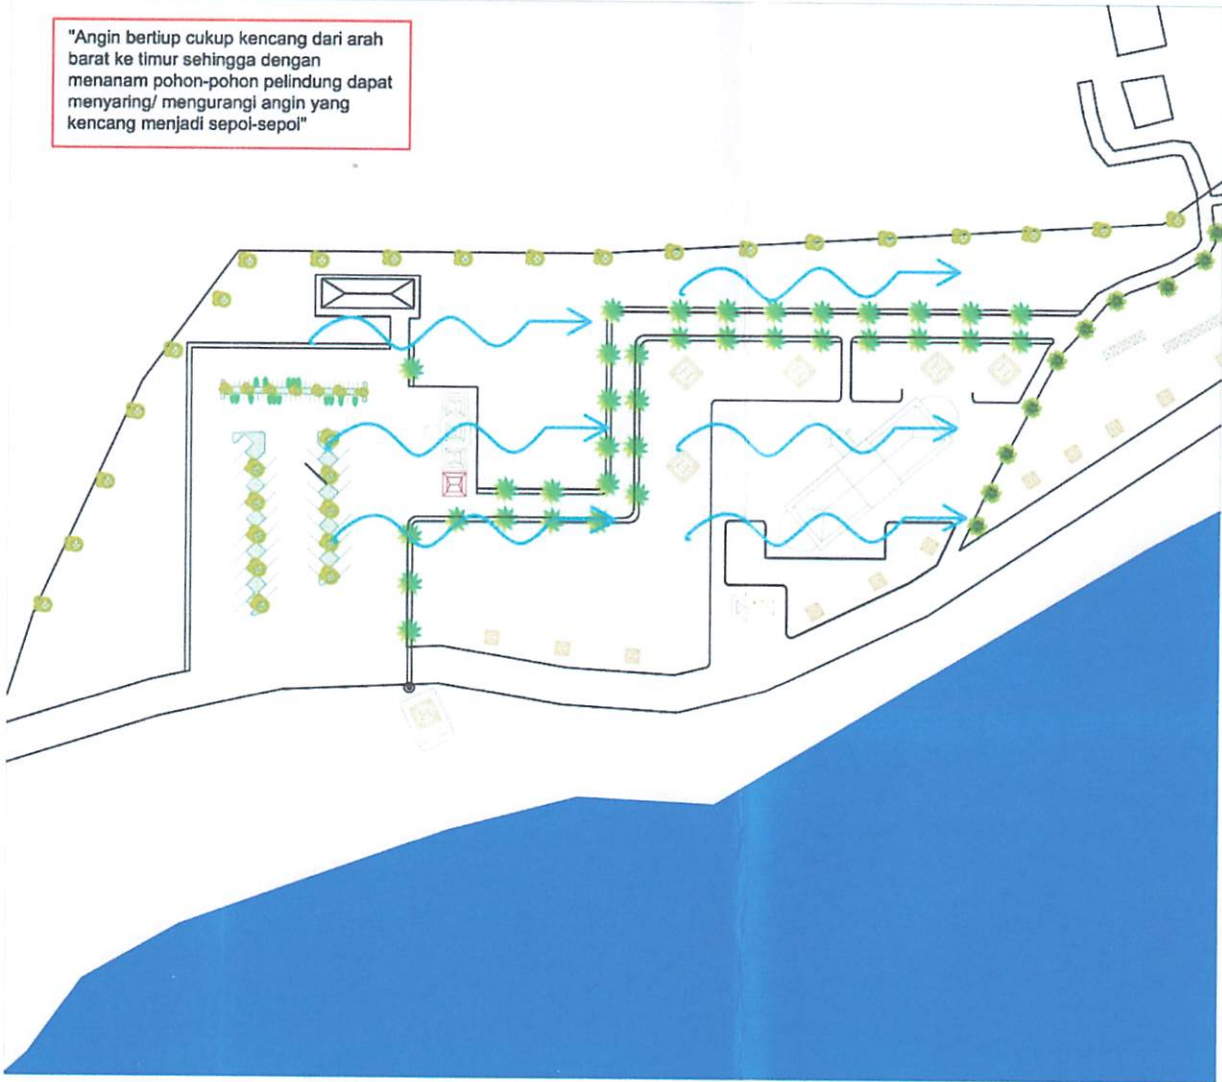 "Angin bertiup cukup kencang dari arah
barat ke timur sehingga dengan
menanam pohon-pohon pelindung dapat
menyaring/ mengurangi angin yang
kencang menjadi sepoi-sepoi"